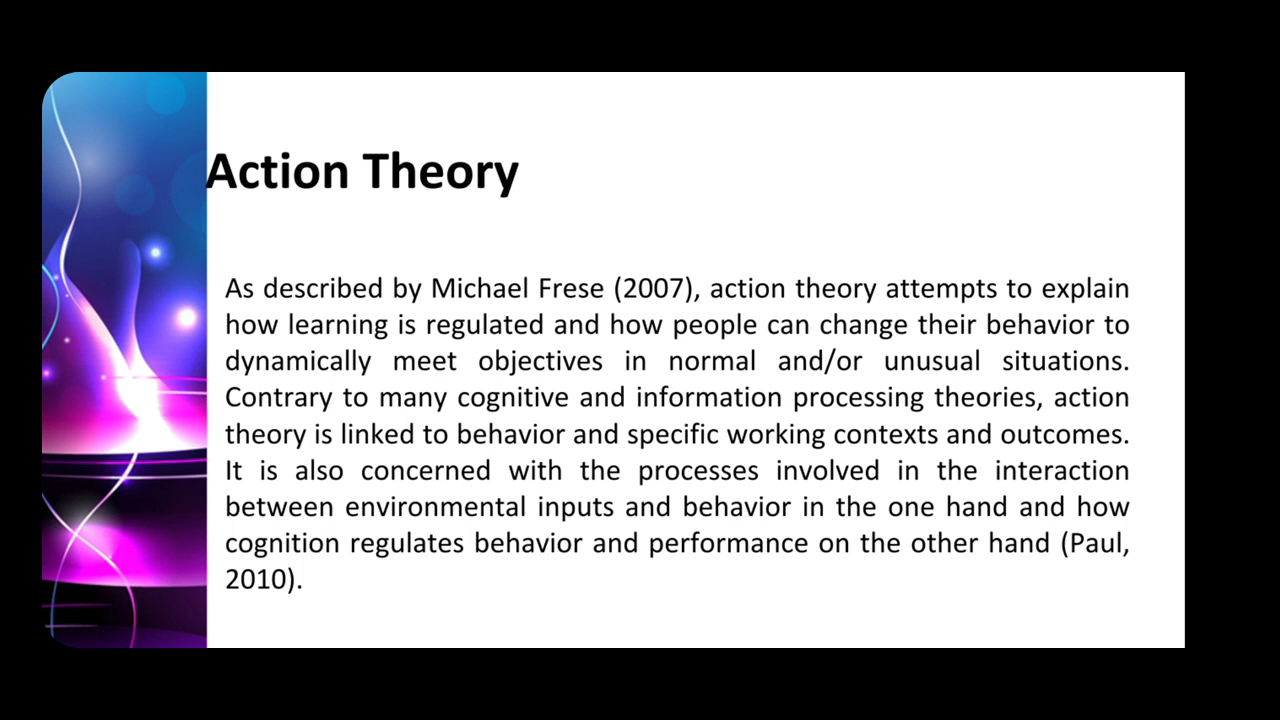 Action Theory
As described by Michael Frese (2007), action theory attempts to explain
how learning is regulated and how people can change their behavior to
dynamically meet objectives in normal and/or unusual situations.
Contrary to many cognitive and information processing theories, action
theory is linked to behavior and specific working contexts and outcomes.
It is also concerned with the processes involved in the interaction
between environmental inputs and behavior in the one hand and how
cognition regulates behavior and performance on the other hand (Paul,
2010).